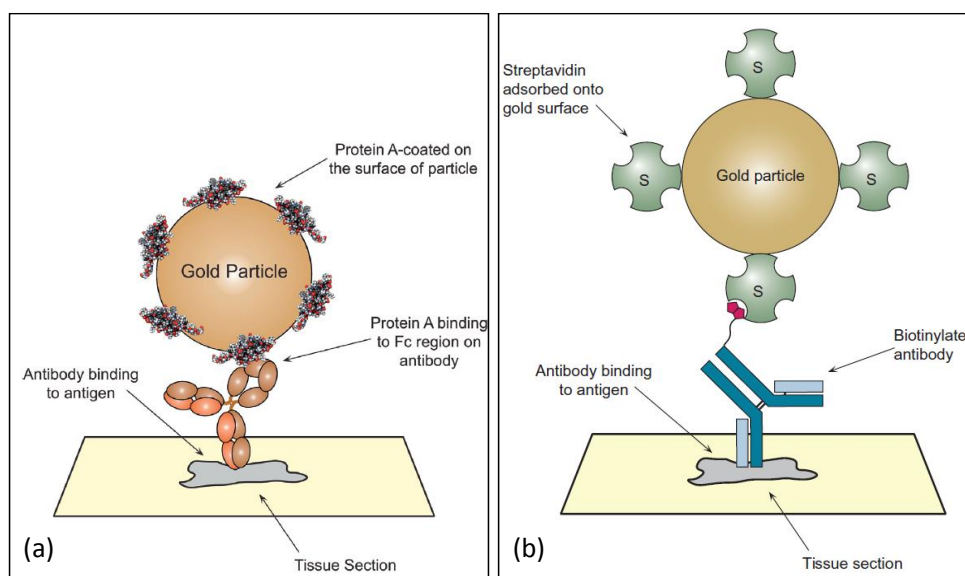 Protein A-coated on
the surface of particle
Gold Particle
Protein A binding
to Fc region on
antibody
Antibody binding
to antigen
Tissue Section
(a)
S
Streptavidin
adsorbed onto
gold surface
S
Gold particle
S
S
Biotinylate
antibody
Antibody binding
to antigen
Tissue section
(b)